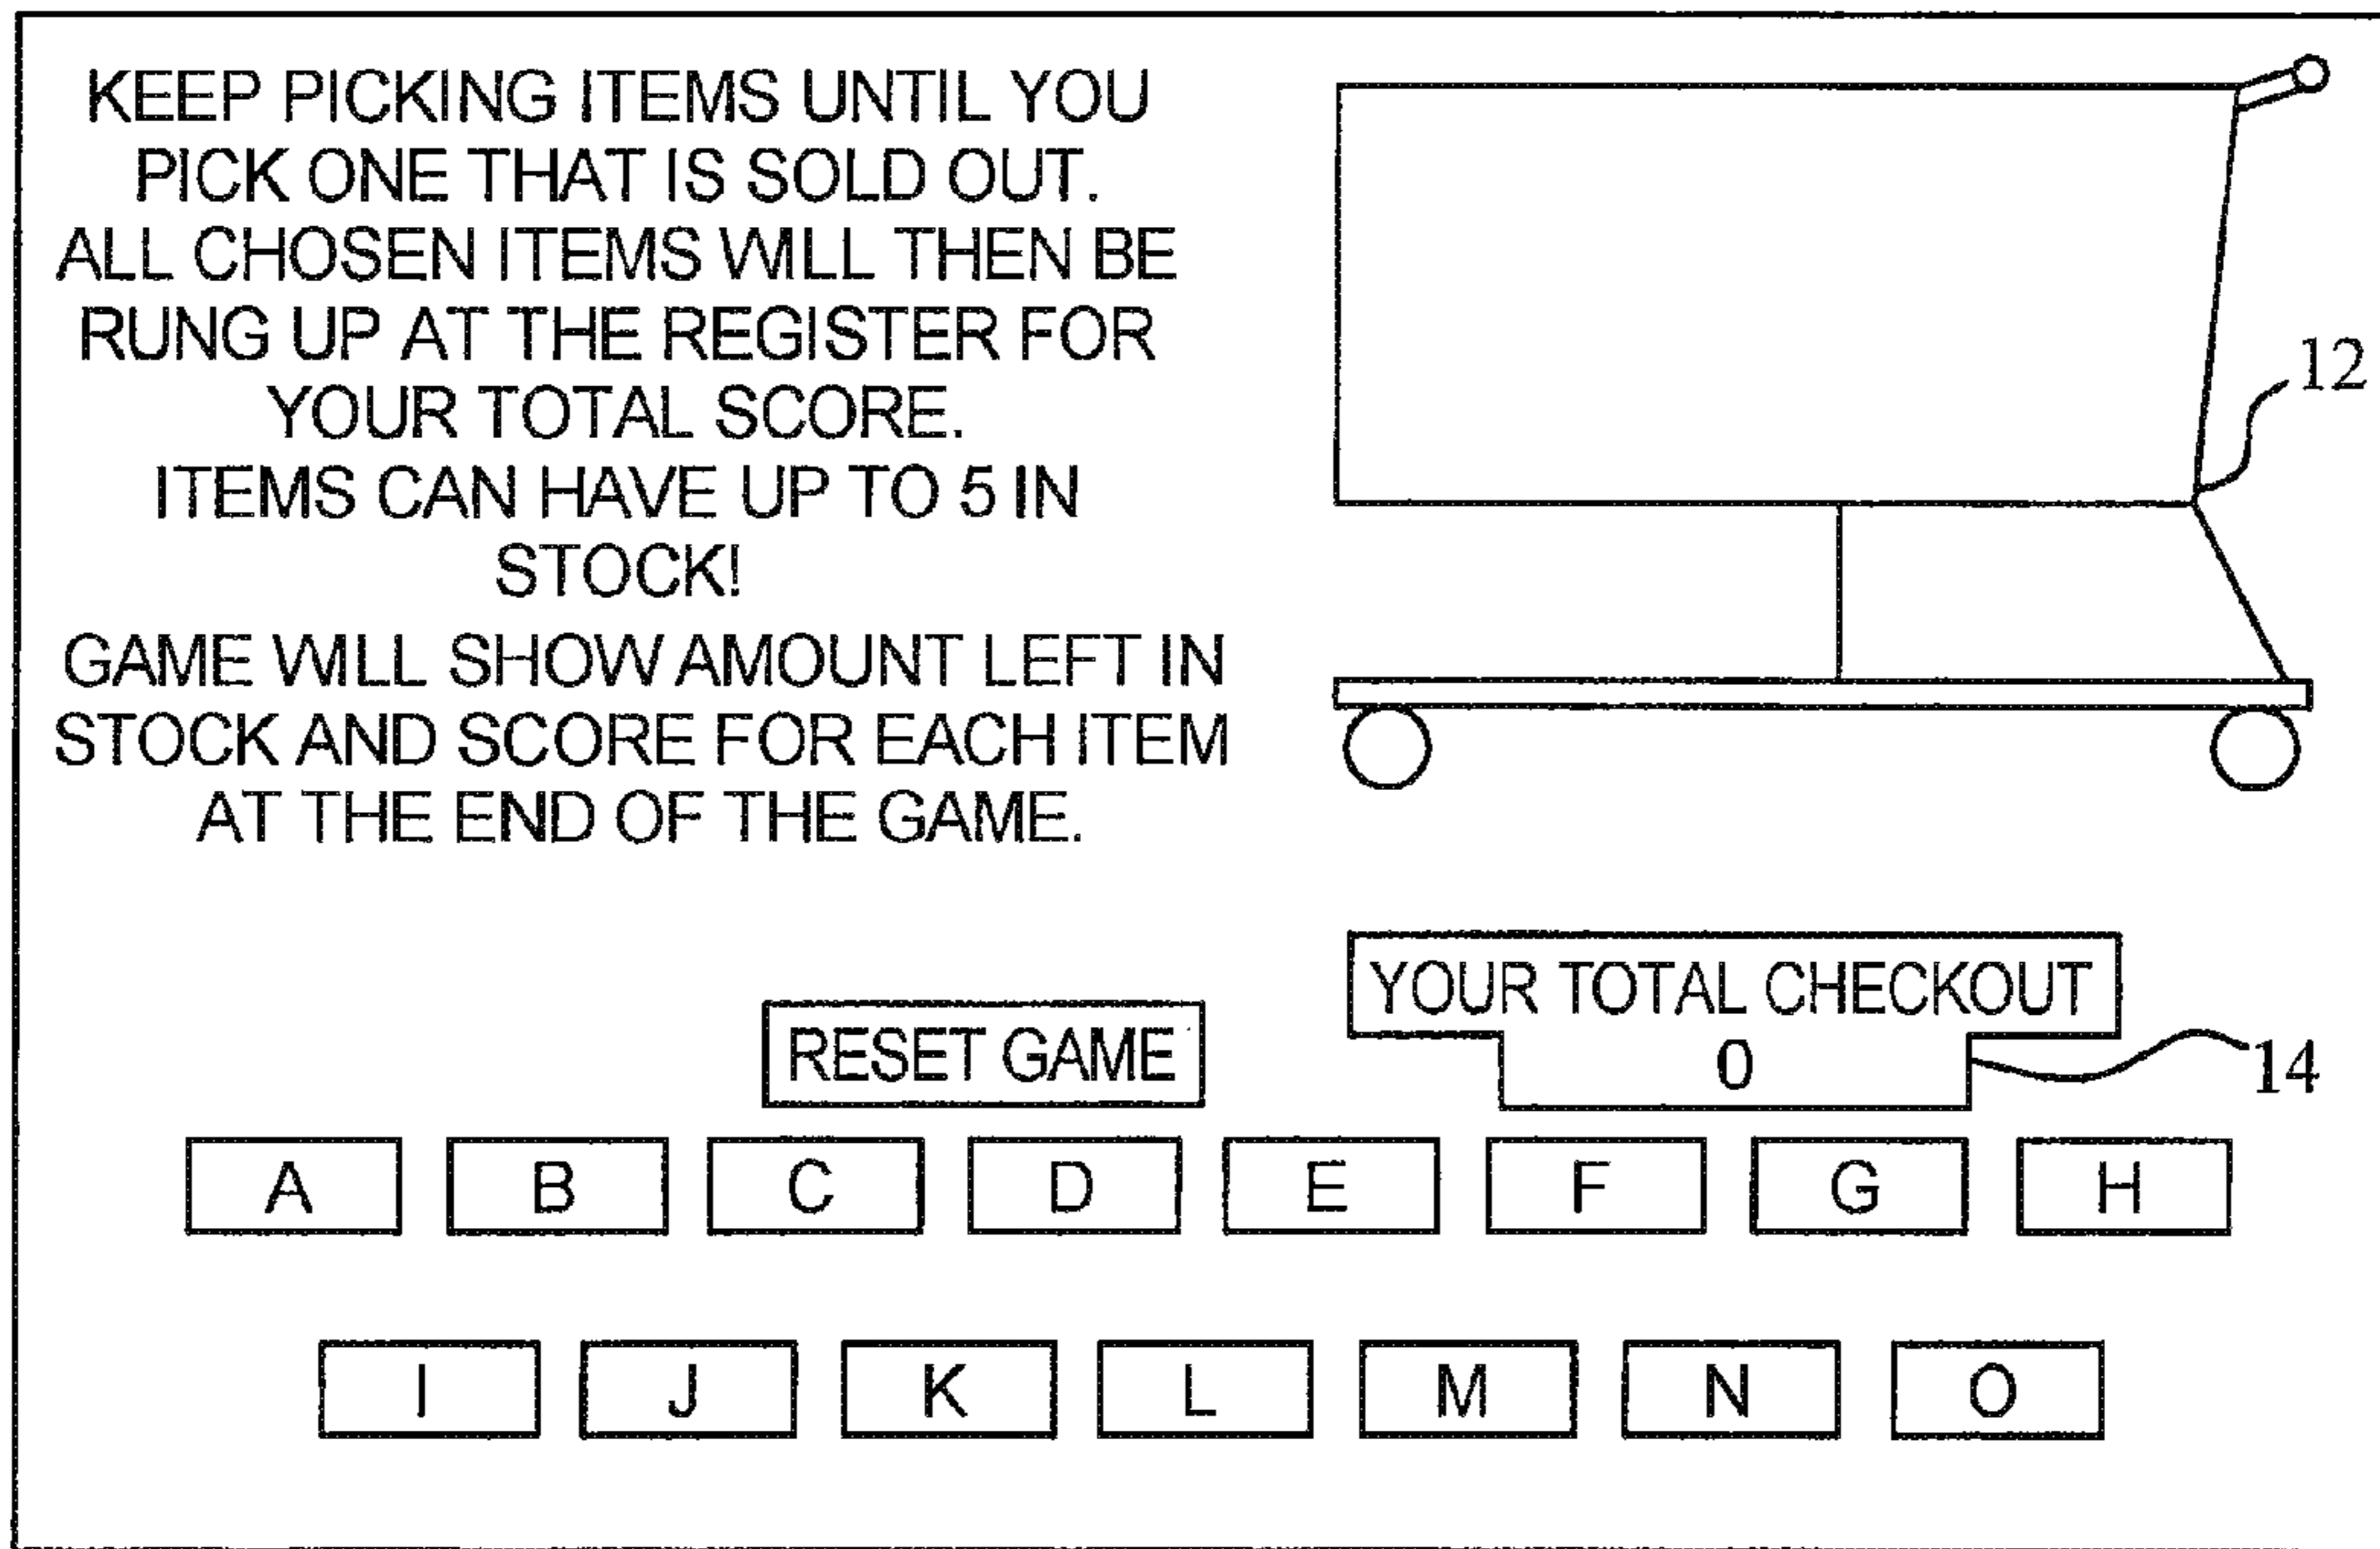 KEEP PICKING ITEMS UNTIL YOU
PICK ONE THAT IS SOLD OUT.
ALL CHOSEN ITEMS WILL THEN BE
RUNG UP AT THE REGISTER FOR
YOUR TOTAL SCORE.
ITEMS CAN HAVE UP TO 5 IN
STOCK!
GAME WILL SHOW AMOUNT LEFT IN
STOCK AND SCORE FOR EACH ITEM
AT THE END OF THE GAME.
12
YOUR TOTAL CHECKOUT
RESET GAME
0
14
A B C D E F G H
I J K L M N O